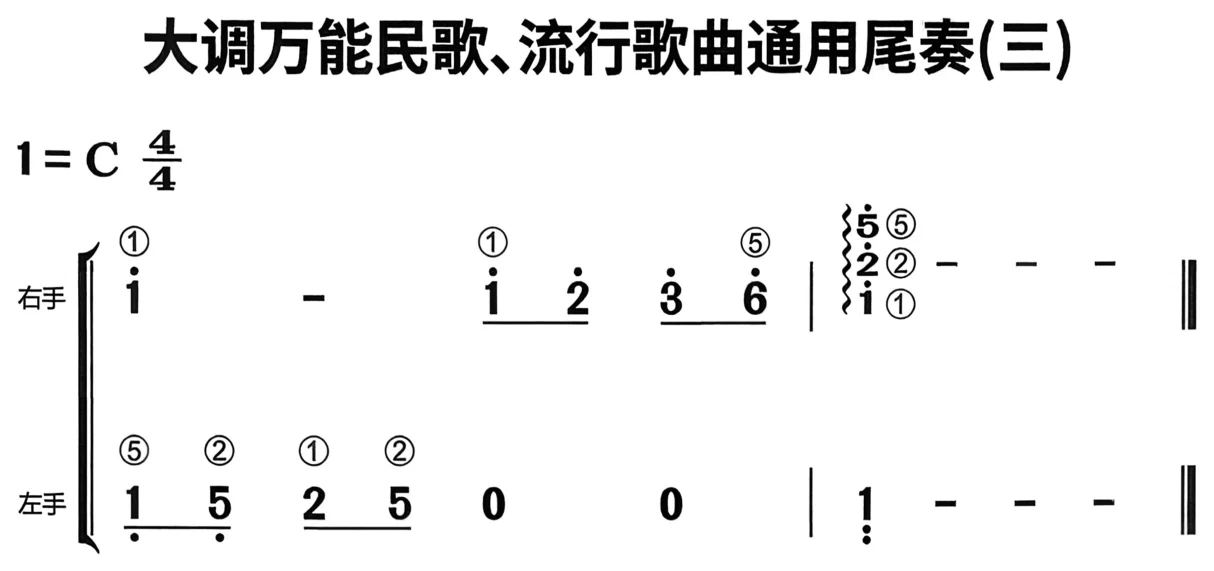 大调万能民歌、流行歌曲通用尾奏(三)
1= C 4/4
① ① ⑤
右手 1̇ - 1̇ 2̇ 3̇ 6̇ | 5̇ ⑤ 2̇ ② 1̇ ① - - - ‖
⑤ ② ① ②
左手 1̣ 5̣ 2 5 0 0 | 1̤ - - - ‖